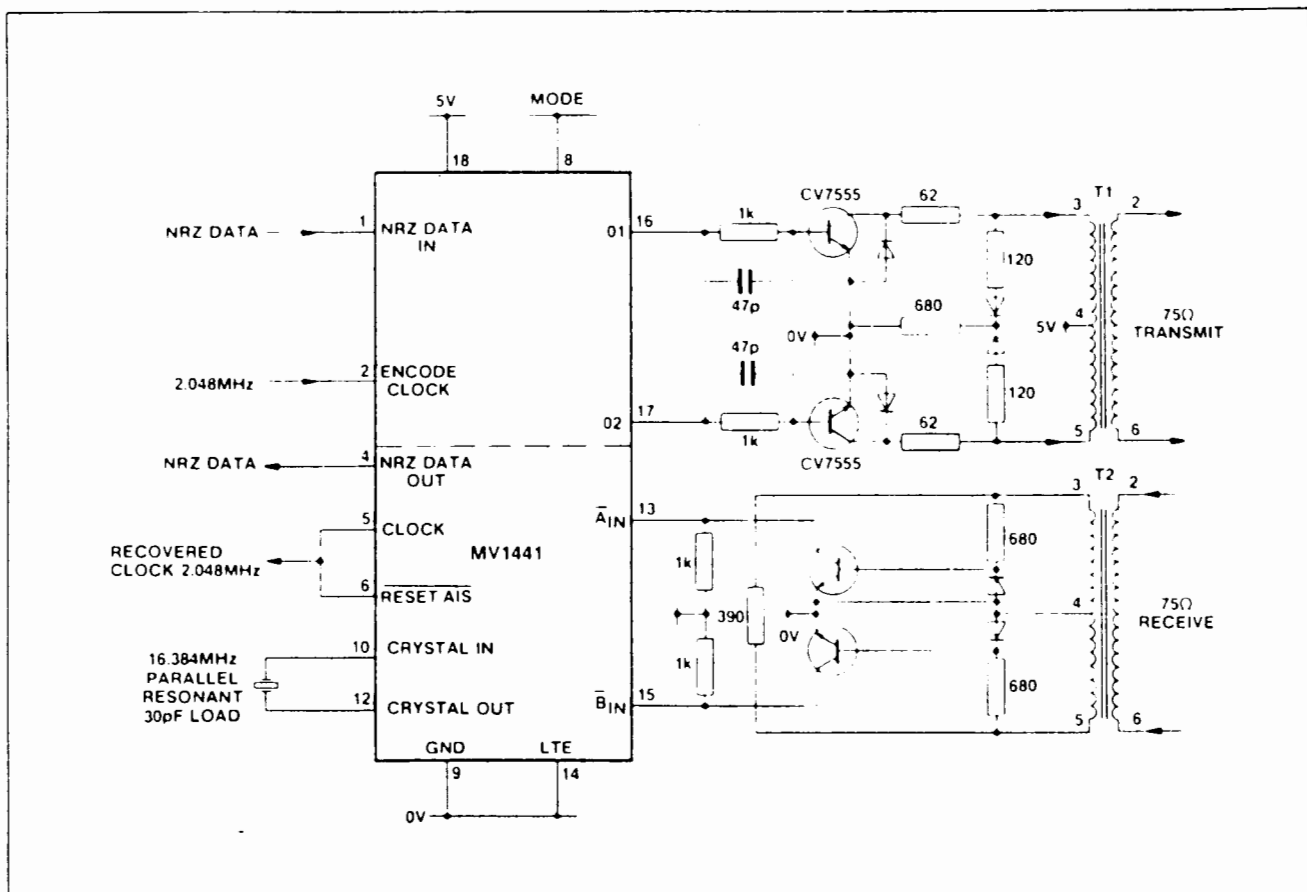 5V
MODE
18
8
NRZ DATA
1
NRZ DATA
IN
01
16
1k
CV7555
62
T1
3
2
47p
120
680
0V
47p
5V
4
75Ω
TRANSMIT
2.048MHz
2
ENCODE
CLOCK
120
02
17
1k
CV7555
62
5
6
NRZ DATA
4
NRZ DATA
OUT
T2
3
2
5
CLOCK
A̅IN
13
RECOVERED
CLOCK 2.048MHz
MV1441
1k
680
6
RESET AIS
390
0V
4
75Ω
RECEIVE
16.384MHz
PARALLEL
RESONANT
30pF LOAD
10
CRYSTAL IN
1k
680
12
CRYSTAL OUT
B̅IN
15
5
6
GND
LTE
9
14
0V